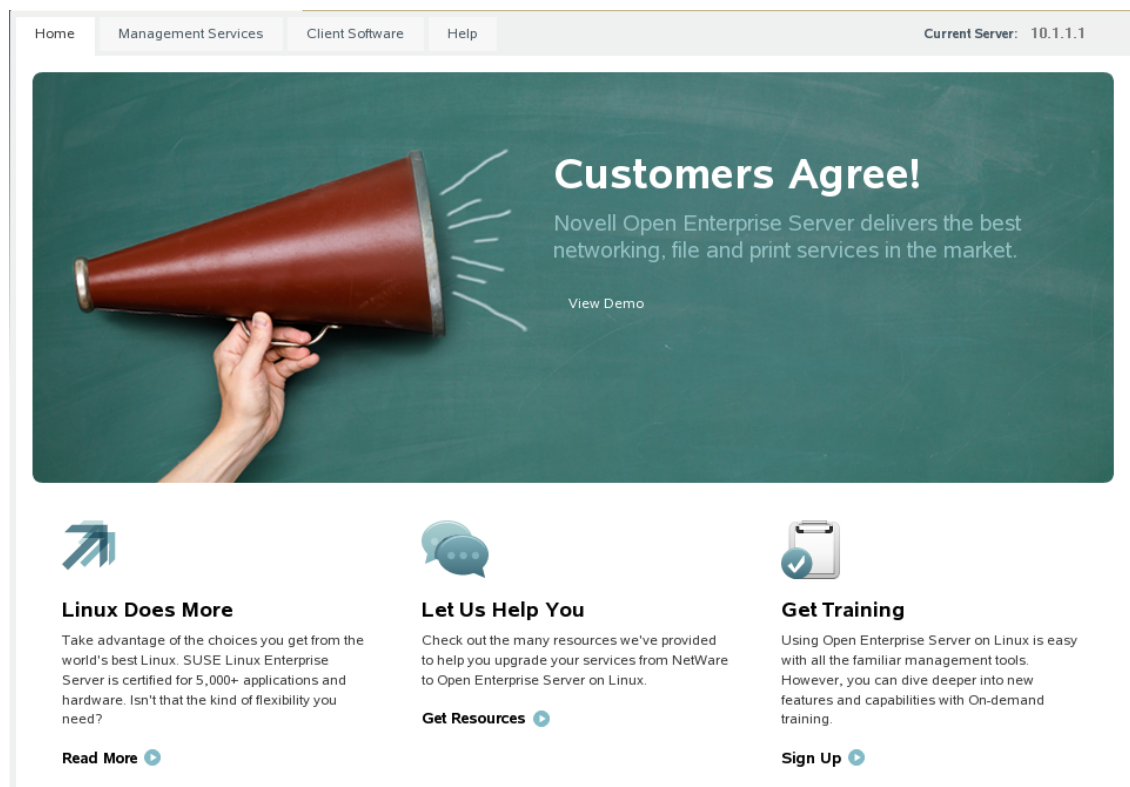 Home Management Services Client Software Help Current Server: 10.1.1.1
Customers Agree!
Novell Open Enterprise Server delivers the best
networking, file and print services in the market.
View Demo
Linux Does More
Take advantage of the choices you get from the
world's best Linux. SUSE Linux Enterprise
Server is certified for 5,000+ applications and
hardware. Isn't that the kind of flexibility you
need?
Read More
Let Us Help You
Check out the many resources we've provided
to help you upgrade your services from NetWare
to Open Enterprise Server on Linux.
Get Resources
Get Training
Using Open Enterprise Server on Linux is easy
with all the familiar management tools.
However, you can dive deeper into new
features and capabilities with On-demand
training.
Sign Up